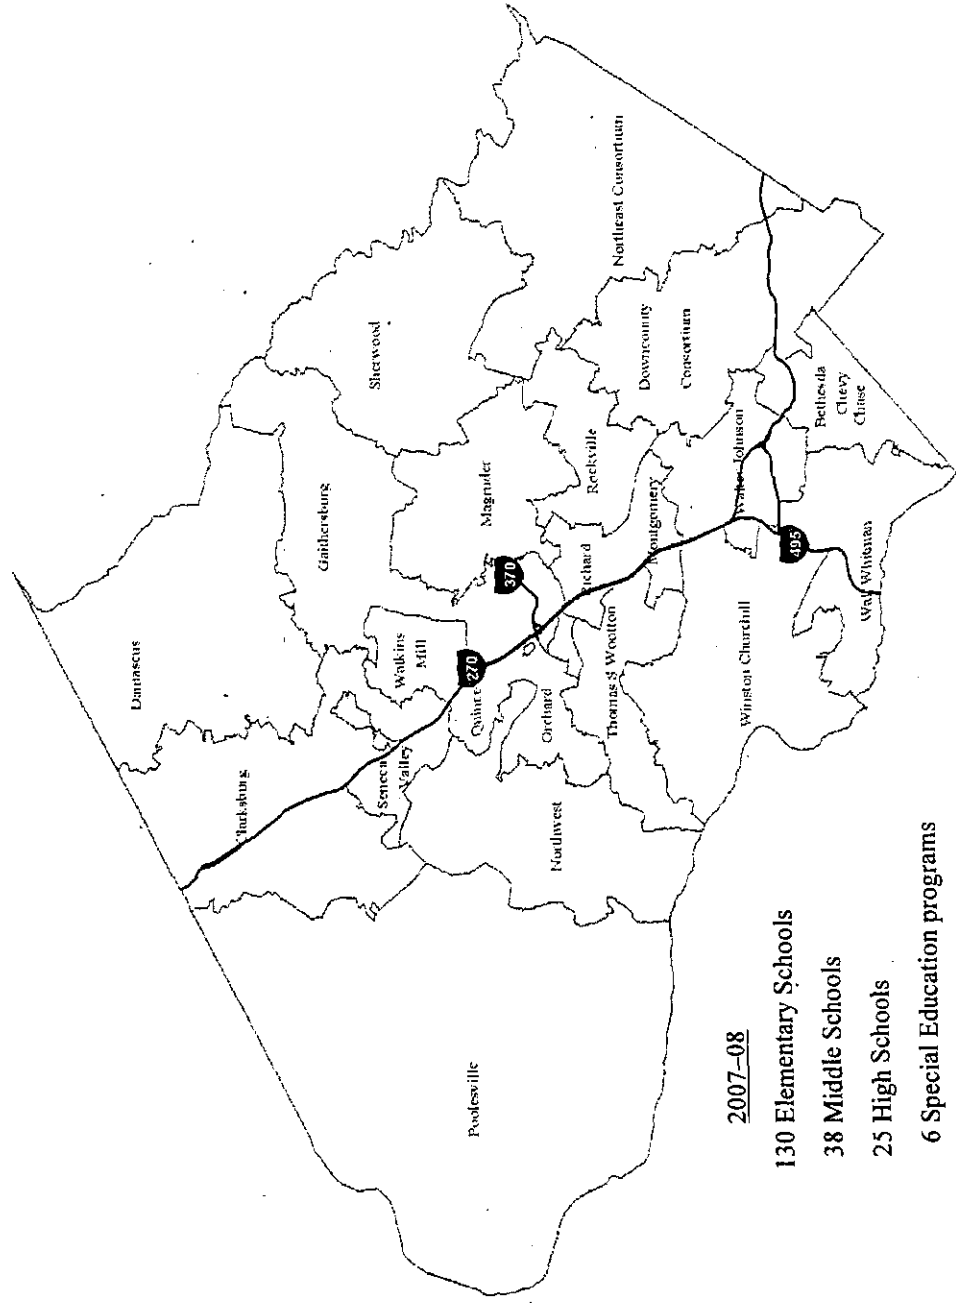 Damascus
Clarksburg
Gaithersburg
Sherwood
Watkins
Mill
Seneca
Valley
Magruder
270
370
Quince
Orchard
Northwest
Poolesville
Rockville
Richard
Montgomery
Thomas S Wootton
Northeast Consortium
Downcounty
Consortium
Walter Johnson
Winston Churchill
495
Bethesda
Chevy
Chase
Walt Whitman
2007–08
130 Elementary Schools
38 Middle Schools
25 High Schools
6 Special Education programs